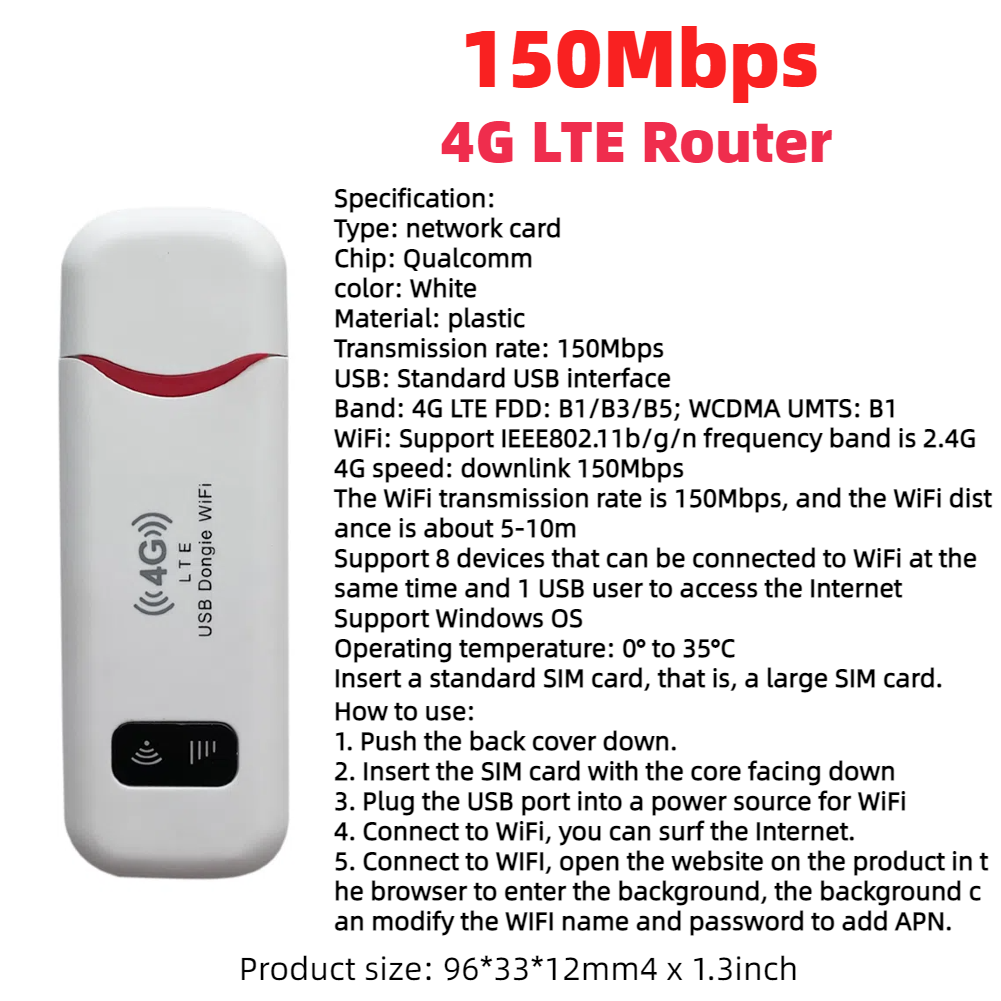 150Mbps
4G LTE Router
Specification:
Type: network card
Chip: Qualcomm
color: White
Material: plastic
Transmission rate: 150Mbps
USB: Standard USB interface
Band: 4G LTE FDD: B1/B3/B5; WCDMA UMTS: B1
WiFi: Support IEEE802.11b/g/n frequency band is 2.4G
4G speed: downlink 150Mbps
The WiFi transmission rate is 150Mbps, and the WiFi dist
ance is about 5-10m
Support 8 devices that can be connected to WiFi at the
same time and 1 USB user to access the Internet
Support Windows OS
Operating temperature: 0° to 35°C
Insert a standard SIM card, that is, a large SIM card.
How to use:
1. Push the back cover down.
2. Insert the SIM card with the core facing down
3. Plug the USB port into a power source for WiFi
4. Connect to WiFi, you can surf the Internet.
5. Connect to WIFI, open the website on the product in t
he browser to enter the background, the background c
an modify the WIFI name and password to add APN.
Product size: 96*33*12mm4 x 1.3inch
4G
LTE
USB Dongie WiFi